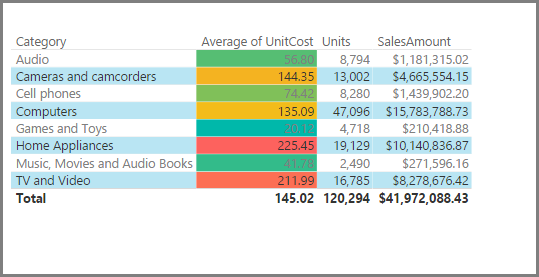 Category Average of UnitCost Units SalesAmount
Audio 56.80 8,794 $1,181,315.02
Cameras and camcorders 144.35 13,002 $4,665,554.15
Cell phones 74.42 8,280 $1,439,902.20
Computers 135.09 47,096 $15,783,788.73
Games and Toys 4,718 $210,418.88
Home Appliances 225.45 19,129 $10,140,836.87
Music, Movies and Audio Books 41.78 2,490 $271,596.16
TV and Video 211.99 16,785 $8,278,676.42
Total 145.02 120,294 $41,972,088.43